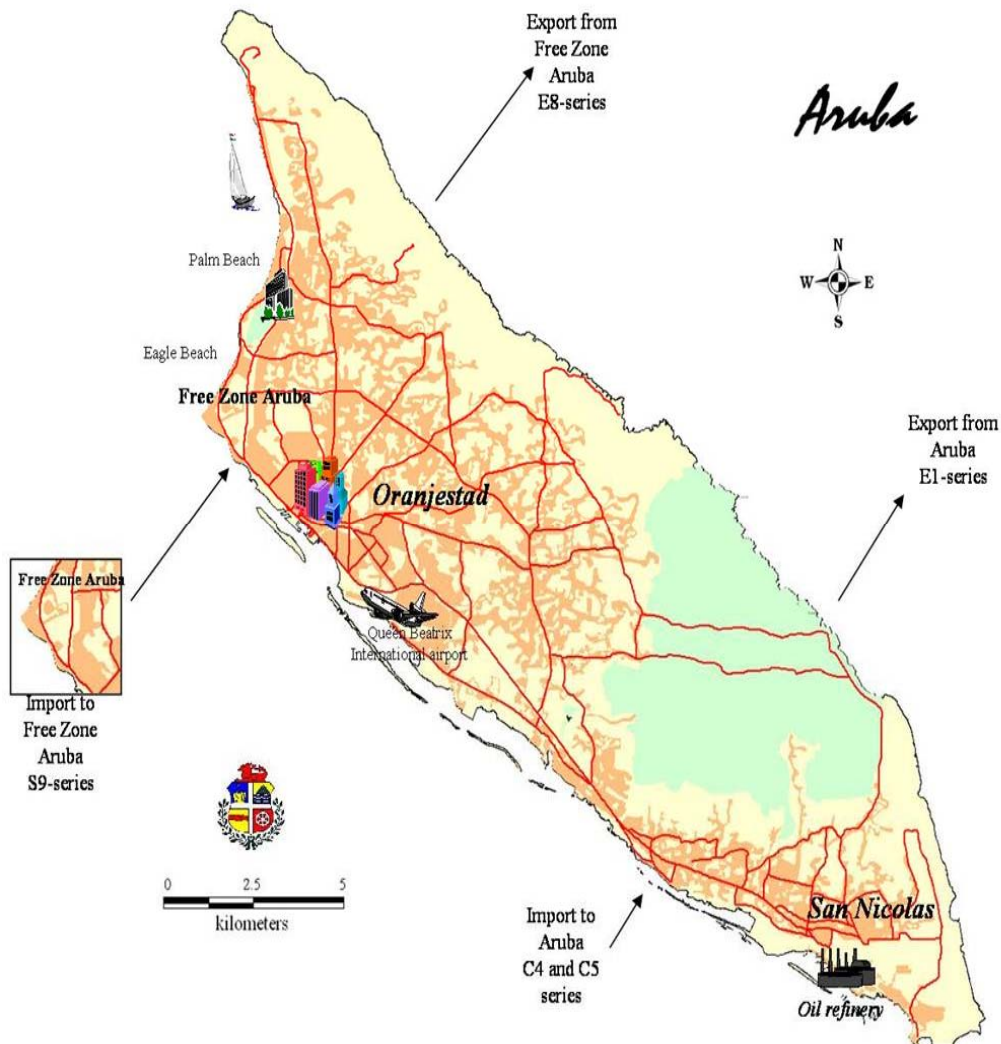 Export from
Free Zone
Aruba
E8-series
Aruba
N
W E
S
Palm Beach
Eagle Beach
Free Zone Aruba
Export from
Aruba
E1-series
Oranjestad
Free Zone Aruba
Queen Beatrix
International airport
Import to
Free Zone
Aruba
S9-series
0 2.5 5
kilometers
Import to
Aruba
C4 and C5
series
San Nicolas
Oil refinery